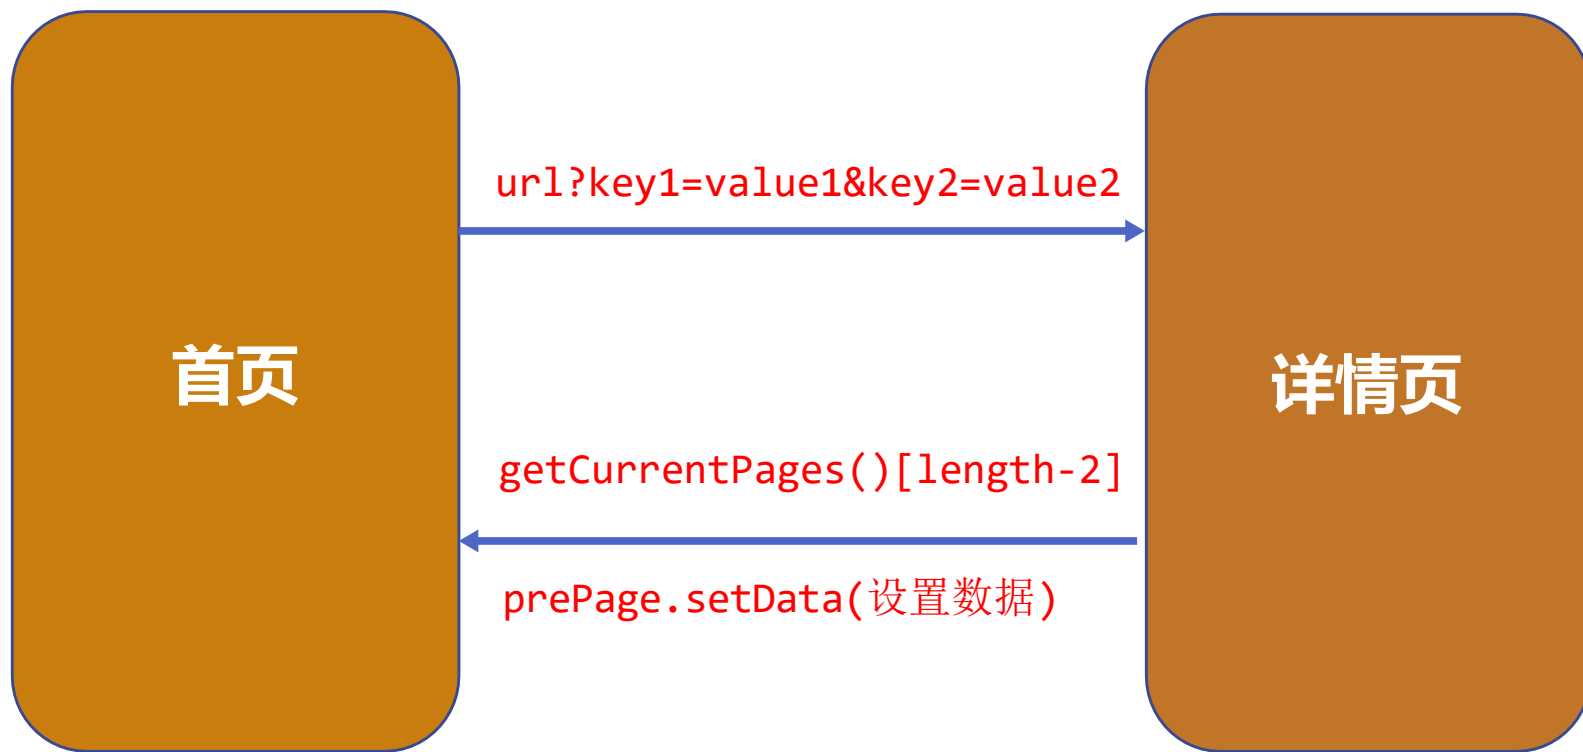 url?key1=value1&key2=value2
首页
详情页
getCurrentPages()[length-2]
prePage.setData(设置数据)